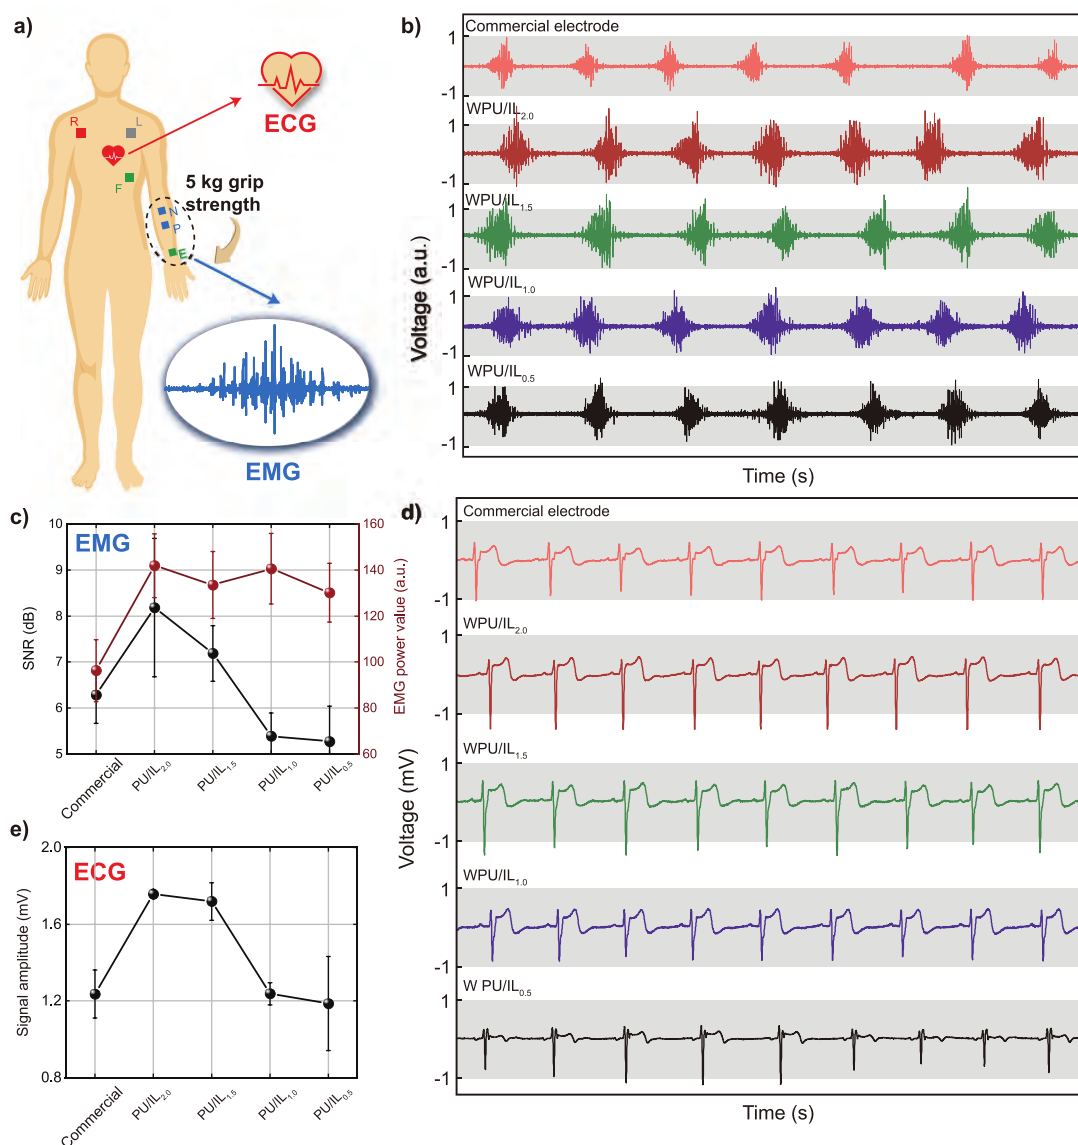 a)
R
L
F
ECG
5 kg grip
strength
N
P
E
EMG
b)
Commercial electrode
1
-1
WPU/IL2.0
1
-1
WPU/IL1.5
1
-1
WPU/IL1.0
1
-1
WPU/IL0.5
1
-1
Voltage (a.u.)
Time (s)
c)
EMG
10
9
8
7
6
5
SNR (dB)
160
140
120
100
80
60
EMG power value (a.u.)
Commercial
PU/IL2.0
PU/IL1.5
PU/IL1.0
PU/IL0.5
d)
Commercial electrode
1
-1
WPU/IL2.0
1
-1
WPU/IL1.5
1
-1
WPU/IL1.0
1
-1
W PU/IL0.5
1
-1
Voltage (mV)
Time (s)
e)
ECG
2.0
1.6
1.2
0.8
Signal amplitude (mV)
Commercial
PU/IL2.0
PU/IL1.5
PU/IL1.0
PU/IL0.5